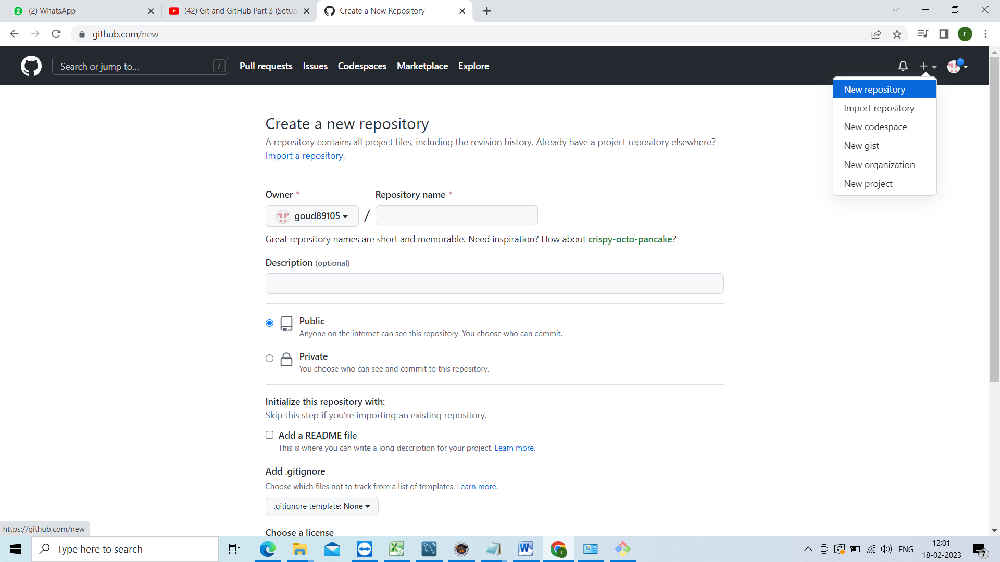 (2) WhatsApp
(42) Git and GitHub Part 3 (Setup
Create a New Repository
github.com/new
r
Search or jump to...
/
Pull requests
Issues
Codespaces
Marketplace
Explore
New repository
Import repository
New codespace
New gist
New organization
New project
Create a new repository
A repository contains all project files, including the revision history. Already have a project repository elsewhere?
Import a repository.
Owner *
Repository name *
goud89105
/
Great repository names are short and memorable. Need inspiration? How about crispy-octo-pancake?
Description (optional)
Public
Anyone on the internet can see this repository. You choose who can commit.
Private
You choose who can see and commit to this repository.
Initialize this repository with:
Skip this step if you’re importing an existing repository.
Add a README file
This is where you can write a long description for your project. Learn more.
Add .gitignore
Choose which files not to track from a list of templates. Learn more.
.gitignore template: None
Choose a license
https://github.com/new
Type here to search
ENG
12:01
18-02-2023
7